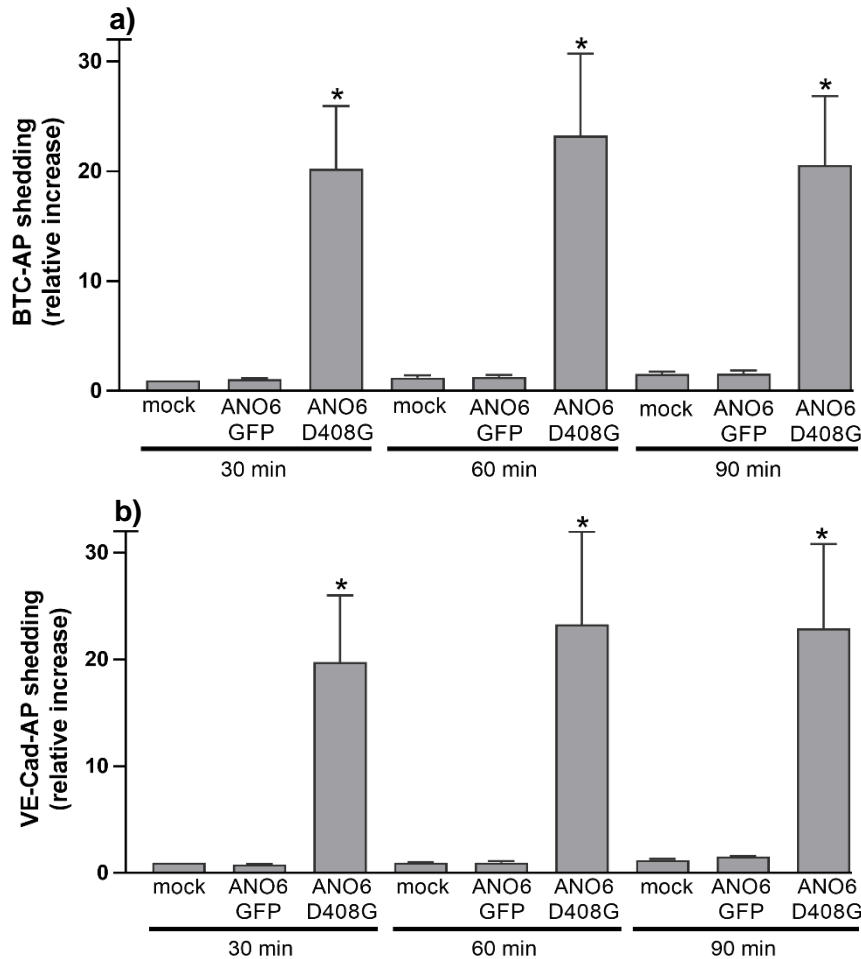 a)
BTC-AP shedding
(relative increase)
30
20
10
0
* * *
mock ANO6 ANO6 mock ANO6 ANO6 mock ANO6 ANO6
GFP D408G GFP D408G GFP D408G
30 min 60 min 90 min
b)
VE-Cad-AP shedding
(relative increase)
30
20
10
0
* * *
mock ANO6 ANO6 mock ANO6 ANO6 mock ANO6 ANO6
GFP D408G GFP D408G GFP D408G
30 min 60 min 90 min